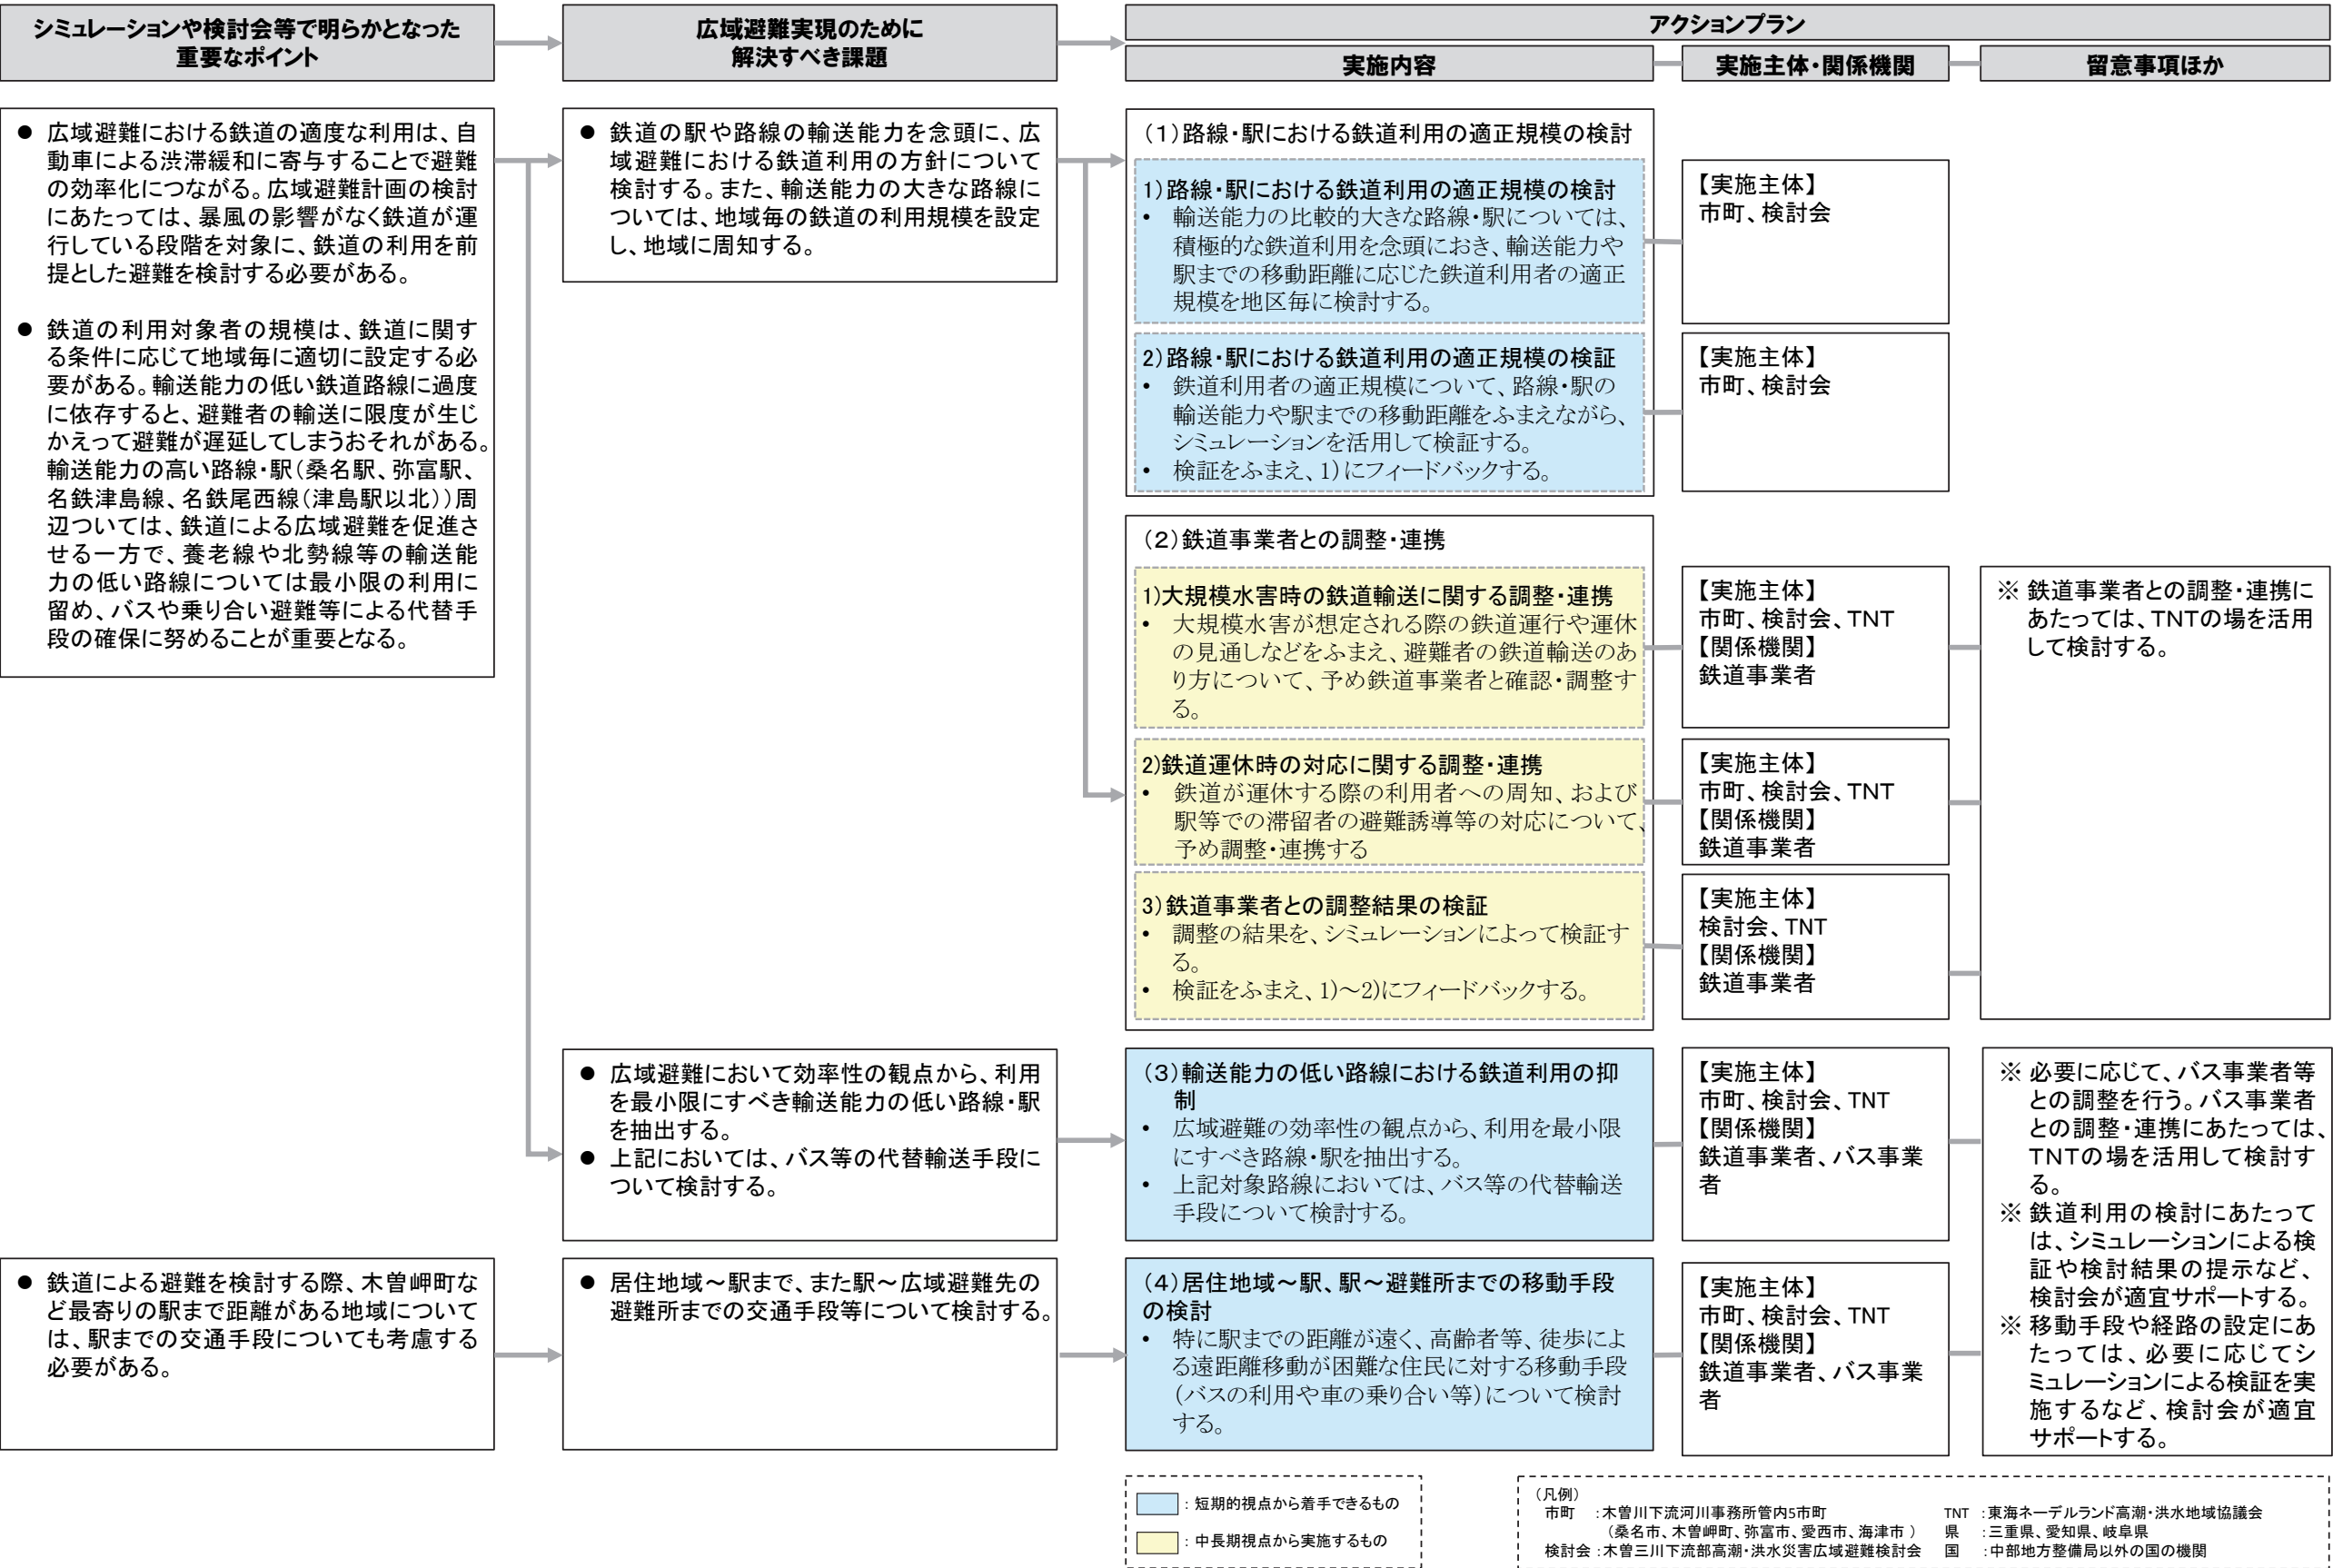 シミュレーションや検討会等で明らかとなった
重要なポイント
広域避難実現のために
解決すべき課題
アクションプラン
実施内容
実施主体・関係機関
留意事項ほか
● 広域避難における鉄道の適度な利用は、自
動車による渋滞緩和に寄与することで避難
の効率化につながる。広域避難計画の検討
にあたっては、暴風の影響がなく鉄道が運
行している段階を対象に、鉄道の利用を前
提とした避難を検討する必要がある。
● 鉄道の利用対象者の規模は、鉄道に関す
る条件に応じて地域毎に適切に設定する必
要がある。輸送能力の低い鉄道路線に過度
に依存すると、避難者の輸送に限度が生じ
かえって避難が遅延してしまうおそれがある。
輸送能力の高い路線・駅(桑名駅、弥富駅、
名鉄津島線、名鉄尾西線(津島駅以北))周
辺ついては、鉄道による広域避難を促進さ
せる一方で、養老線や北勢線等の輸送能
力の低い路線については最小限の利用に
留め、バスや乗り合い避難等による代替手
段の確保に努めることが重要となる。
● 鉄道の駅や路線の輸送能力を念頭に、広
域避難における鉄道利用の方針について
検討する。また、輸送能力の大きな路線に
ついては、地域毎の鉄道の利用規模を設定
し、地域に周知する。
(1)路線・駅における鉄道利用の適正規模の検討
1)路線・駅における鉄道利用の適正規模の検討
• 輸送能力の比較的大きな路線・駅については、
積極的な鉄道利用を念頭におき、輸送能力や
駅までの移動距離に応じた鉄道利用者の適正
規模を地区毎に検討する。
【実施主体】
市町、検討会
2)路線・駅における鉄道利用の適正規模の検証
• 鉄道利用者の適正規模について、路線・駅の
輸送能力や駅までの移動距離をふまえながら、
シミュレーションを活用して検証する。
• 検証をふまえ、1)にフィードバックする。
【実施主体】
市町、検討会
(2)鉄道事業者との調整・連携
1)大規模水害時の鉄道輸送に関する調整・連携
• 大規模水害が想定される際の鉄道運行や運休
の見通しなどをふまえ、避難者の鉄道輸送のあ
り方について、予め鉄道事業者と確認・調整す
る。
【実施主体】
市町、検討会、TNT
【関係機関】
鉄道事業者
※ 鉄道事業者との調整・連携に
あたっては、TNTの場を活用
して検討する。
2)鉄道運休時の対応に関する調整・連携
• 鉄道が運休する際の利用者への周知、および
駅等での滞留者の避難誘導等の対応について、
予め調整・連携する
【実施主体】
市町、検討会、TNT
【関係機関】
鉄道事業者
3)鉄道事業者との調整結果の検証
• 調整の結果を、シミュレーションによって検証す
る。
• 検証をふまえ、1)～2)にフィードバックする。
【実施主体】
検討会、TNT
【関係機関】
鉄道事業者
● 広域避難において効率性の観点から、利用
を最小限にすべき輸送能力の低い路線・駅
を抽出する。
● 上記においては、バス等の代替輸送手段に
ついて検討する。
(3)輸送能力の低い路線における鉄道利用の抑
制
• 広域避難の効率性の観点から、利用を最小限
にすべき路線・駅を抽出する。
• 上記対象路線においては、バス等の代替輸送
手段について検討する。
【実施主体】
市町、検討会、TNT
【関係機関】
鉄道事業者、バス事業
者
※ 必要に応じて、バス事業者等
との調整を行う。バス事業者
との調整・連携にあたっては、
TNTの場を活用して検討す
る。
※ 鉄道利用の検討にあたって
は、シミュレーションによる検
証や検討結果の提示など、
検討会が適宜サポートする。
※ 移動手段や経路の設定にあ
たっては、必要に応じてシ
ミュレーションによる検証を実
施するなど、検討会が適宜
サポートする。
● 鉄道による避難を検討する際、木曽岬町な
ど最寄りの駅まで距離がある地域について
は、駅までの交通手段についても考慮する
必要がある。
● 居住地域～駅まで、また駅～広域避難先の
避難所までの交通手段等について検討する。
(4)居住地域～駅、駅～避難所までの移動手段
の検討
• 特に駅までの距離が遠く、高齢者等、徒歩によ
る遠距離移動が困難な住民に対する移動手段
(バスの利用や車の乗り合い等)について検討
する。
【実施主体】
市町、検討会、TNT
【関係機関】
鉄道事業者、バス事業
者
:短期的視点から着手できるもの
:中長期視点から実施するもの
(凡例)
市町 :木曽川下流河川事務所管内5市町
(桑名市、木曽岬町、弥富市、愛西市、海津市)
検討会:木曽三川下流部高潮・洪水災害広域避難検討会
TNT :東海ネーデルランド高潮・洪水地域協議会
県 :三重県、愛知県、岐阜県
国 :中部地方整備局以外の国の機関